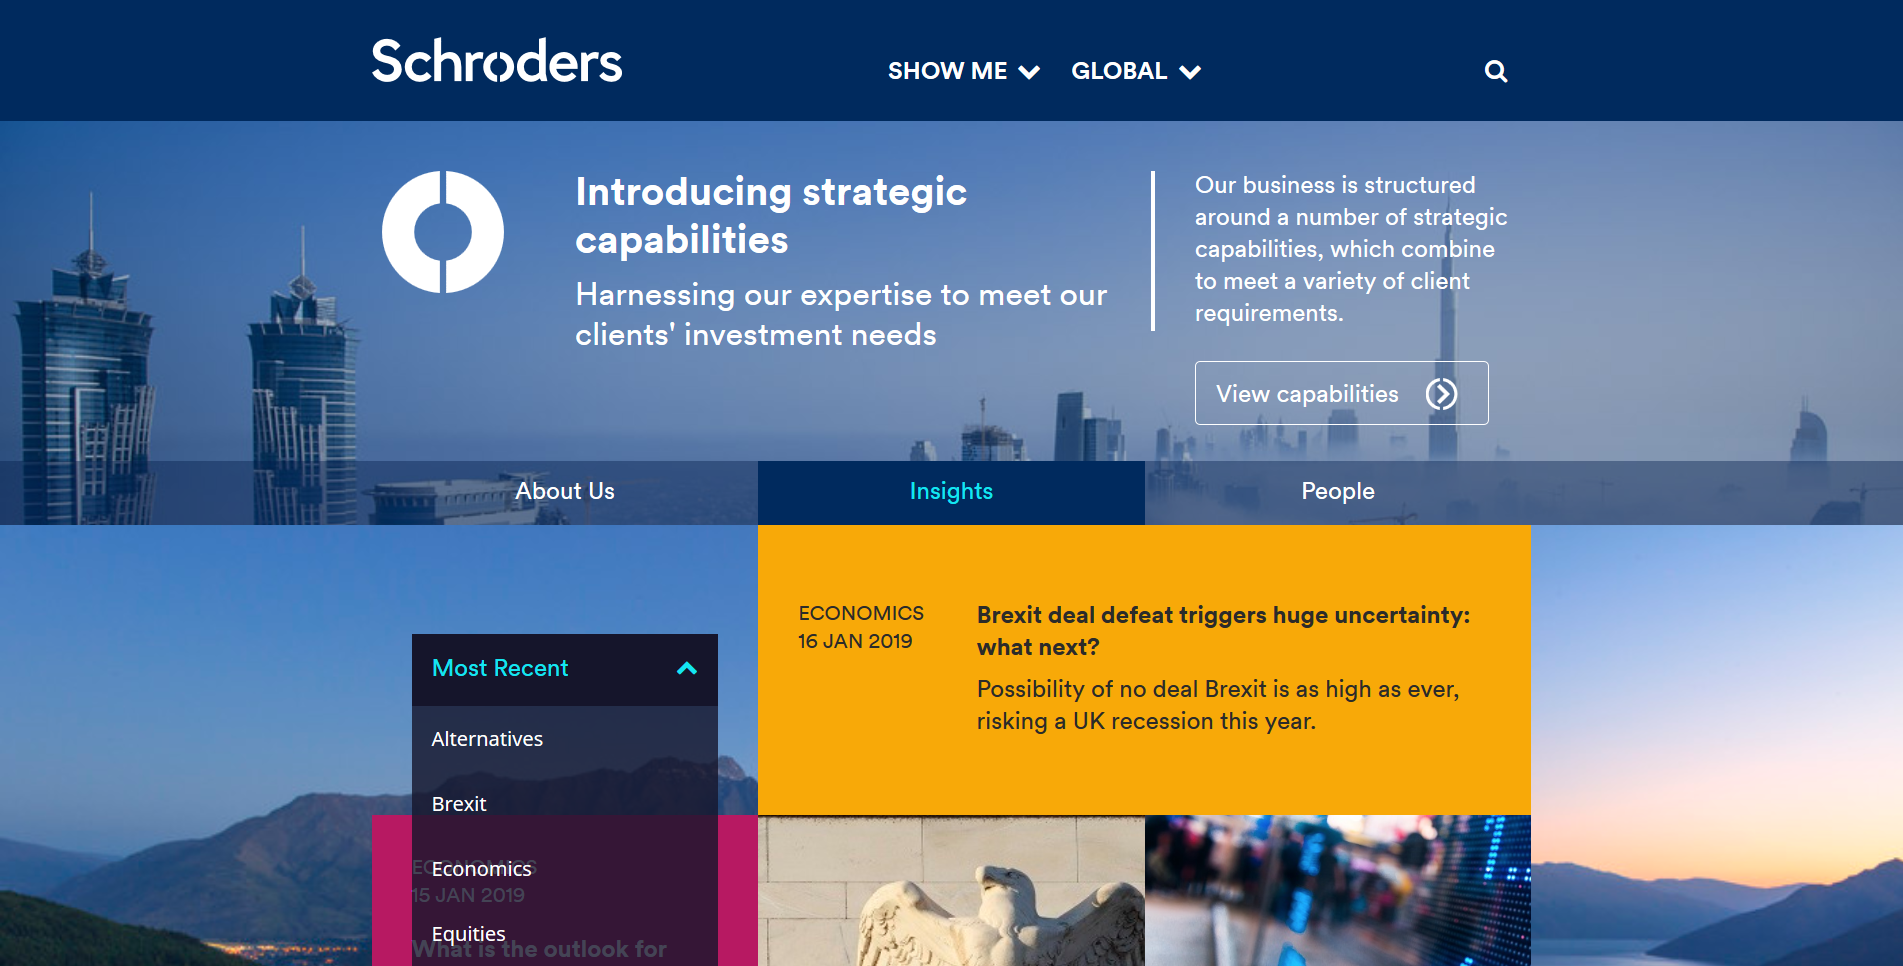 Schroders
SHOW ME
GLOBAL
Introducing strategic
capabilities
Harnessing our expertise to meet our
clients' investment needs
Our business is structured
around a number of strategic
capabilities, which combine
to meet a variety of client
requirements.
View capabilities
About Us
Insights
People
ECONOMICS
16 JAN 2019
Brexit deal defeat triggers huge uncertainty:
what next?
Possibility of no deal Brexit is as high as ever,
risking a UK recession this year.
Most Recent
Alternatives
Brexit
Economics
Equities
ECONOMICS
15 JAN 2019
What is the outlook for